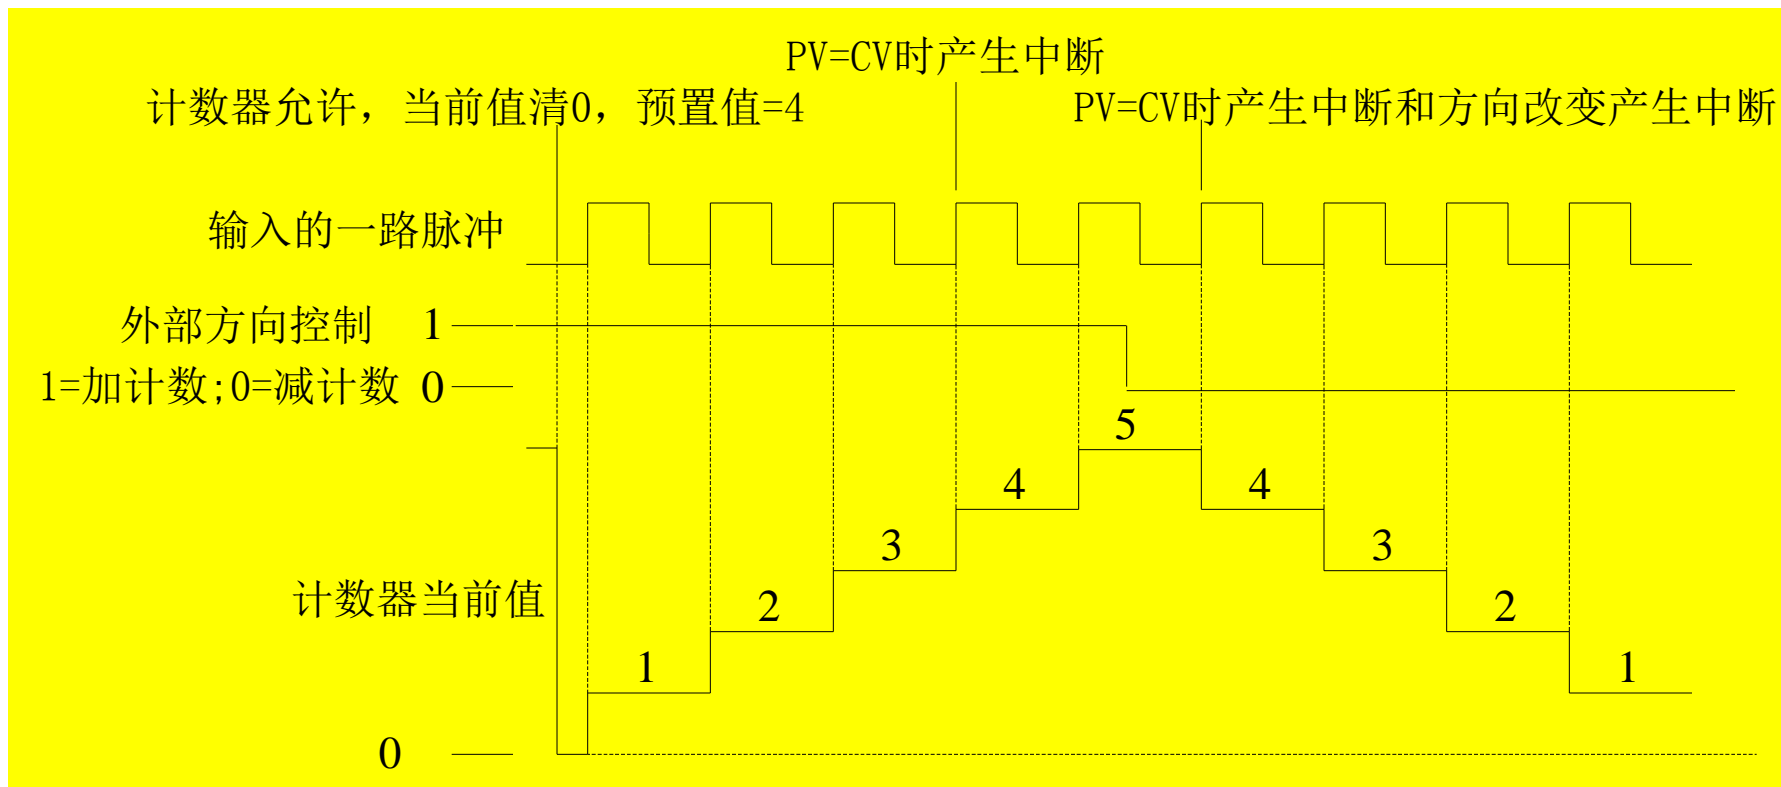 PV=CV时产生中断
计数器允许，当前值清0，预置值=4
PV=CV时产生中断和方向改变产生中断
输入的一路脉冲
外部方向控制 1
1=加计数;0=减计数 0
5
4 4
3 3
计数器当前值
2 2
1 1
0